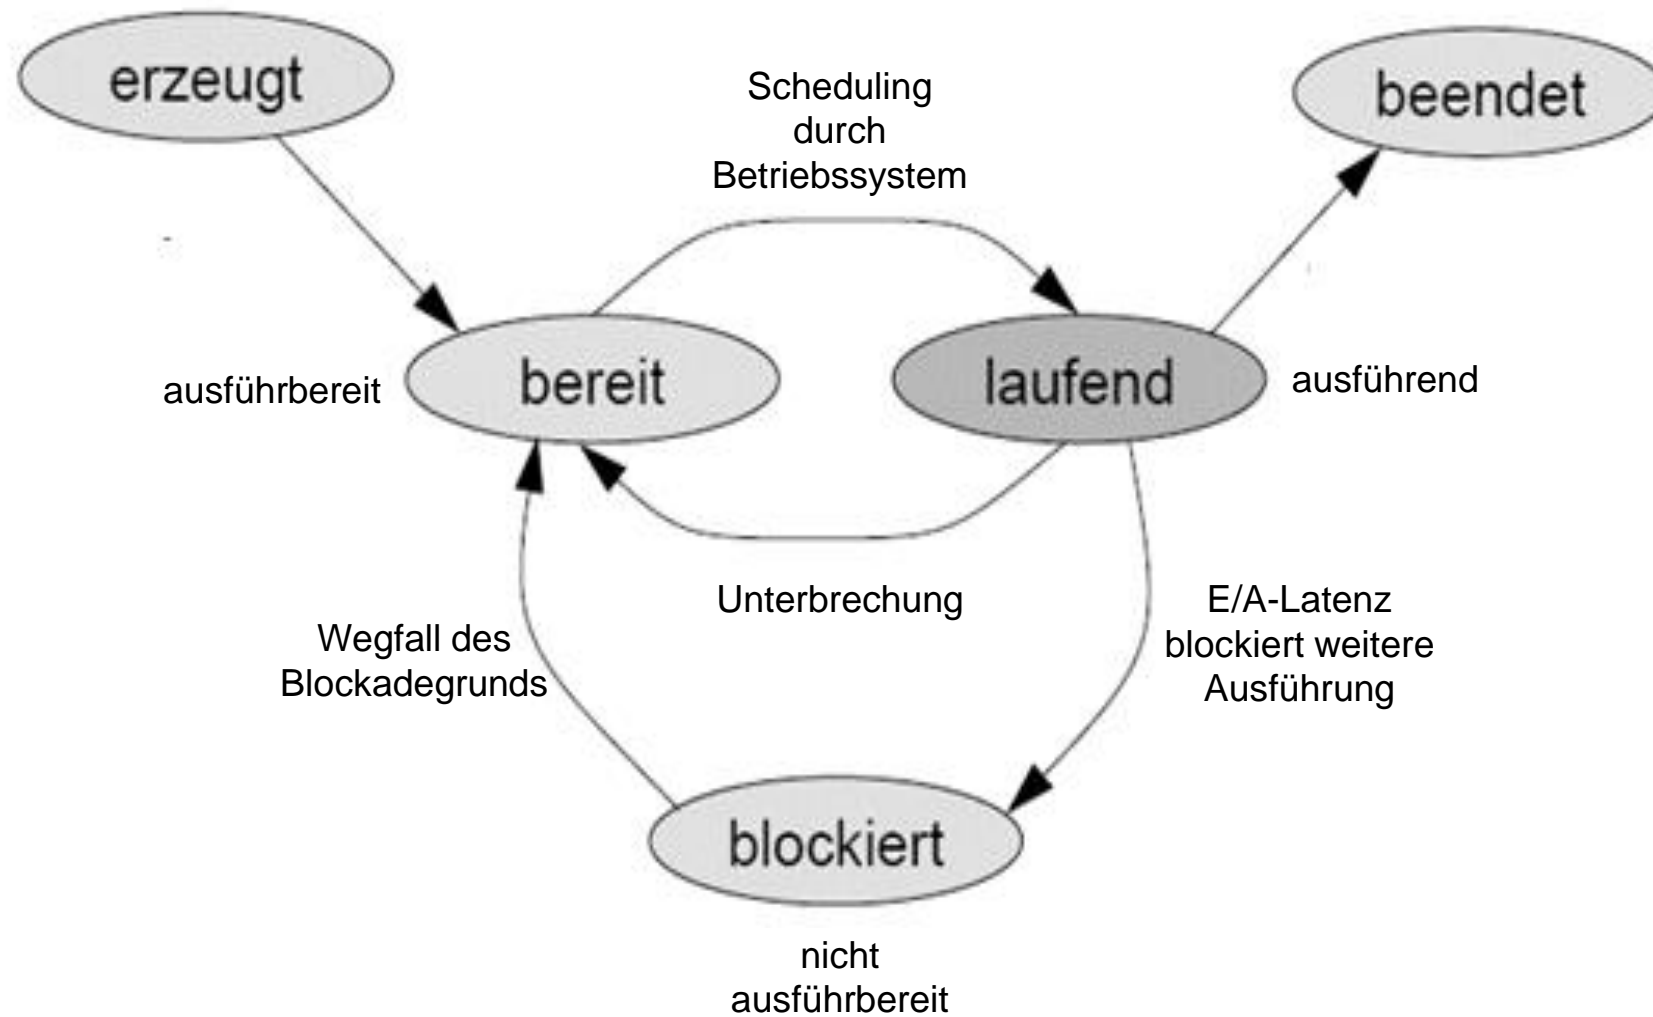 erzeugt
beendet
Scheduling
durch
Betriebssystem
ausführbereit
bereit
laufend
ausführend
Unterbrechung
Wegfall des
Blockadegrunds
E/A-Latenz
blockiert weitere
Ausführung
blockiert
nicht
ausführbereit